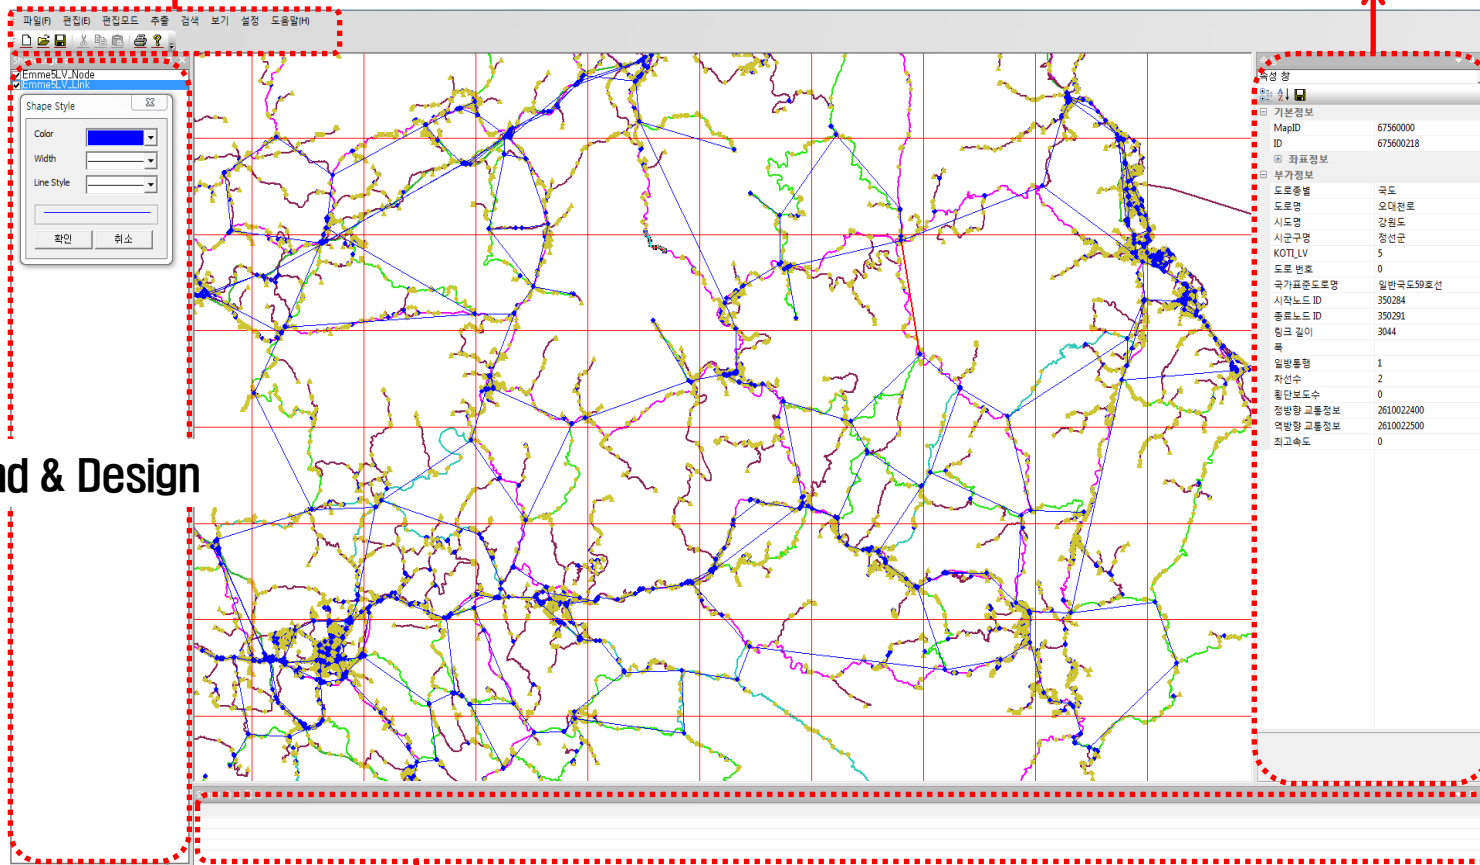 파일(F) 편집(E) 편집모드 추출 검색 보기 설정 도움말(H)
Emme5LV_Node
Emme5LV_Link
Shape Style
Color
Width
Line Style
확인 취소
nd & Design
속성 창
기본정보
MapID 67560000
ID 675600218
좌표정보
부가정보
도로종별 국도
도로명 오대천로
시도명 강원도
시군구명 정선군
KOTI_LV 5
도로 번호 0
국가표준도로명 일반국도59호선
시작노드 ID 350284
종료노드 ID 350291
링크 길이 3044
폭
일방통행 1
차선수 2
횡단보도수 0
정방향 교통정보 2610022400
역방향 교통정보 2610022500
최고속도 0